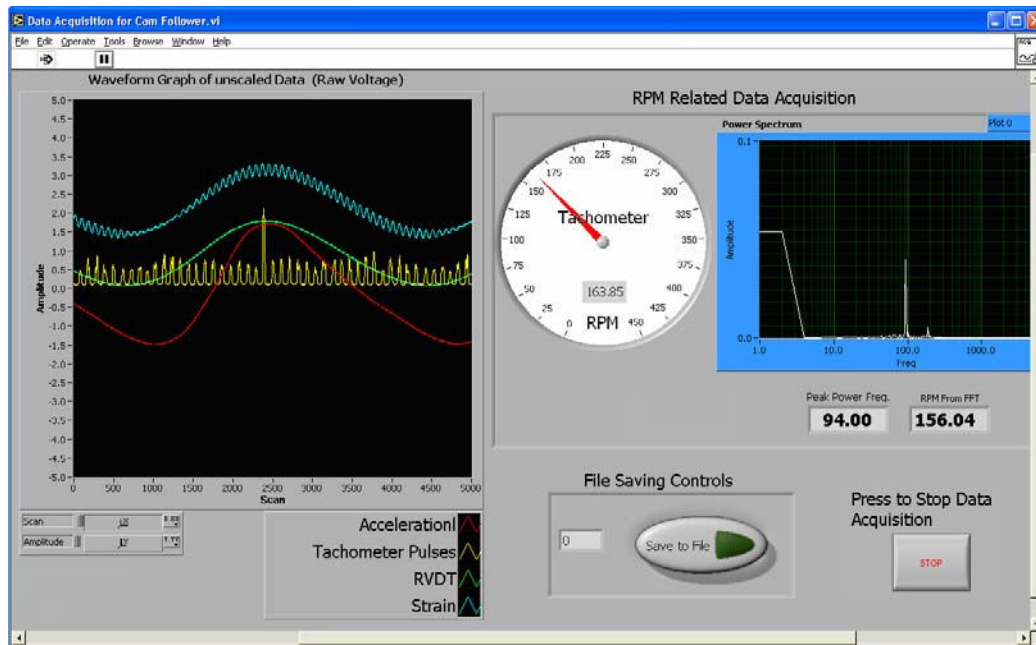 Data Acquisition for Cam Follower.vi
File Edit Operate Tools Browse Window Help
Waveform Graph of unscaled Data (Raw Voltage)
5.0
4.5
4.0
3.5
3.0
2.5
2.0
1.5
1.0
0.5
0.0
-0.5
-1.0
-1.5
-2.0
-2.5
-3.0
-3.5
-4.0
-4.5
-5.0
Amplitude
0 500 1000 1500 2000 2500 3000 3500 4000 4500 5000
Scan
Scan
Amplitude
Accelerationl
Tachometer Pulses
RVDT
Strain
RPM Related Data Acquisition
0 25 50 75 100 125 150 175 200 225 250 275 300 325 350 375 400 425 450
Tachometer
163.85
RPM
Power Spectrum
Plot 0
0.1
0.0
Amplitude
1.0 10.0 100.0 1000.0
Freq
Peak Power Freq.
94.00
RPM From FFT
156.04
File Saving Controls
0
Save to File
Press to Stop Data
Acquisition
STOP